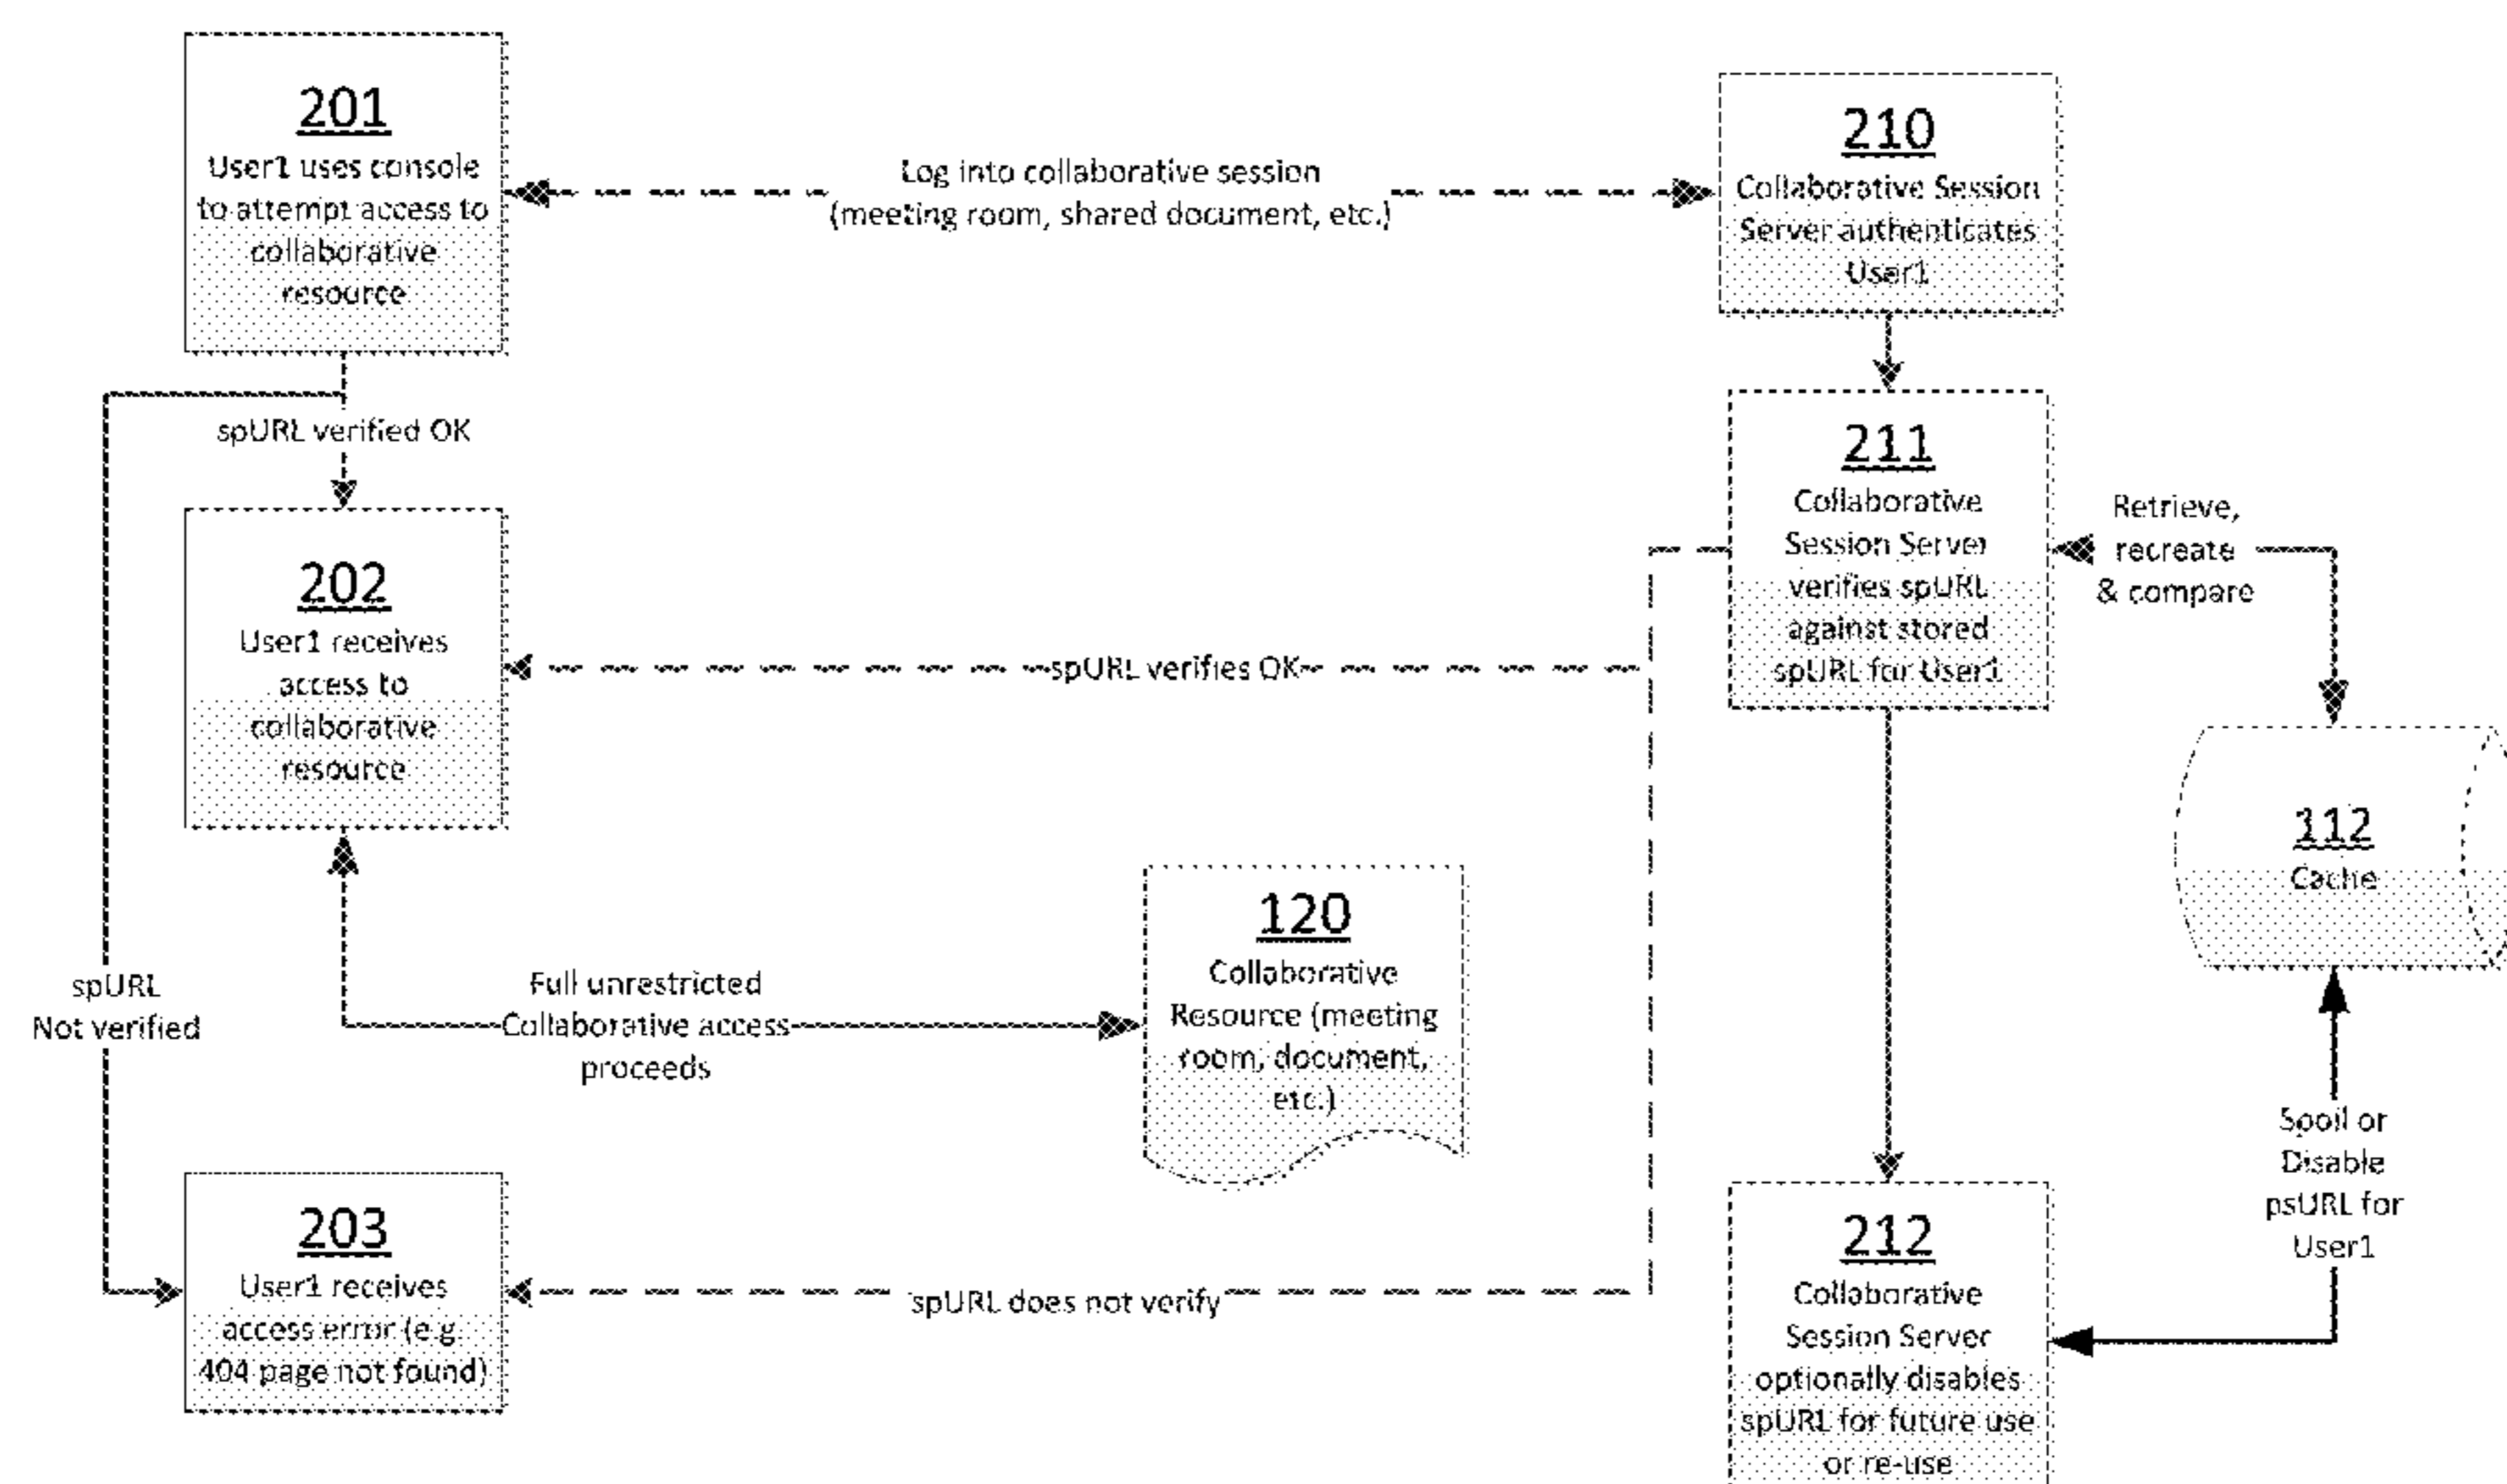 201
User1 uses console
to attempt access to
collaborative
resource
Log into collaborative session
(meeting room, shared document, etc.)
210
Collaborative Session
Server authenticates
User1
spURL verified OK
211
Collaborative
Session Server
verifies spURL
against stored
spURL for User1
Retrieve,
recreate
& compare
202
User1 receives
access to
collaborative
resource
spURL verifies OK
112
Cache
120
Collaborative
Resource (meeting
room, document,
etc.)
Full unrestricted
Collaborative access
proceeds
spURL
Not verified
Spoil or
Disable
psURL for
User1
203
User1 receives
access error (e.g.
404 page not found)
spURL does not verify
212
Collaborative
Session Server
optionally disables
spURL for future use
or re-use